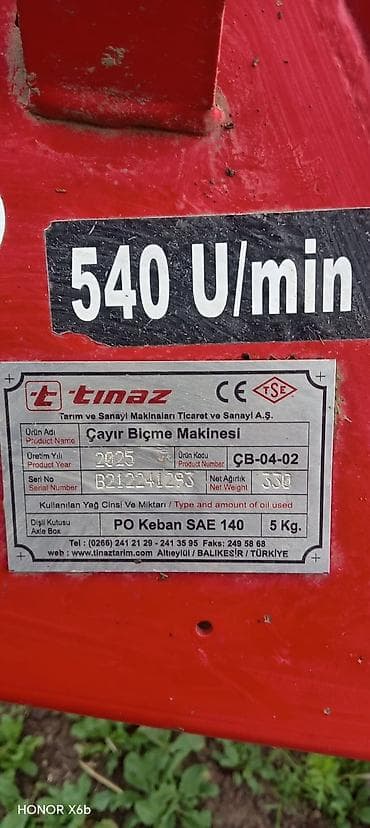 540 U/min
tınaz CE TSE
Tarım ve Sanayi Makinaları Ticaret ve Sanayi A.Ş.
Ürün Adı Çayır Biçme Makinesi
Product Name
Üretim Yılı 2025 Ürün Kodu ÇB-04-02
Product Year Product Number
Seri No B212241293 Net Ağırlık 330
Serial Number Net Weight
Kullanılan Yağ Cinsi Ve Miktarı / Type and amount of oil used
Dişli Kutusu PO Keban SAE 140 5 Kg.
Axle Box
Tel : (0266) 241 21 29 - 241 35 95 Faks: 249 58 68
web : www.tinaztarim.com Altıeylül / BALIKESİR / TÜRKİYE
HONOR X6b